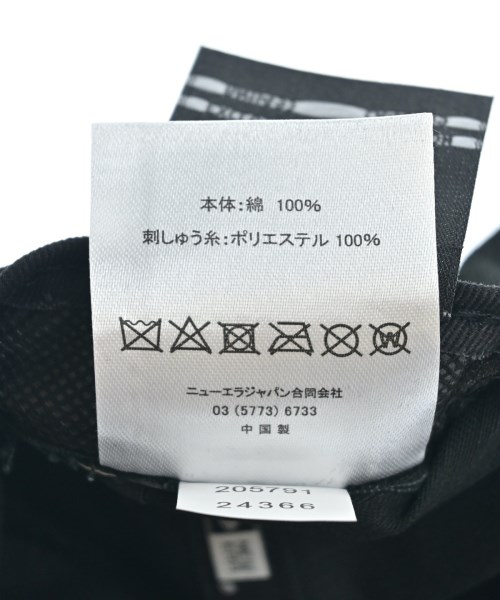 本体:綿 100%
刺しゅう糸:ポリエステル 100%
W
ニューエラジャパン合同会社
03 (5773) 6733
中国製
205791
24366